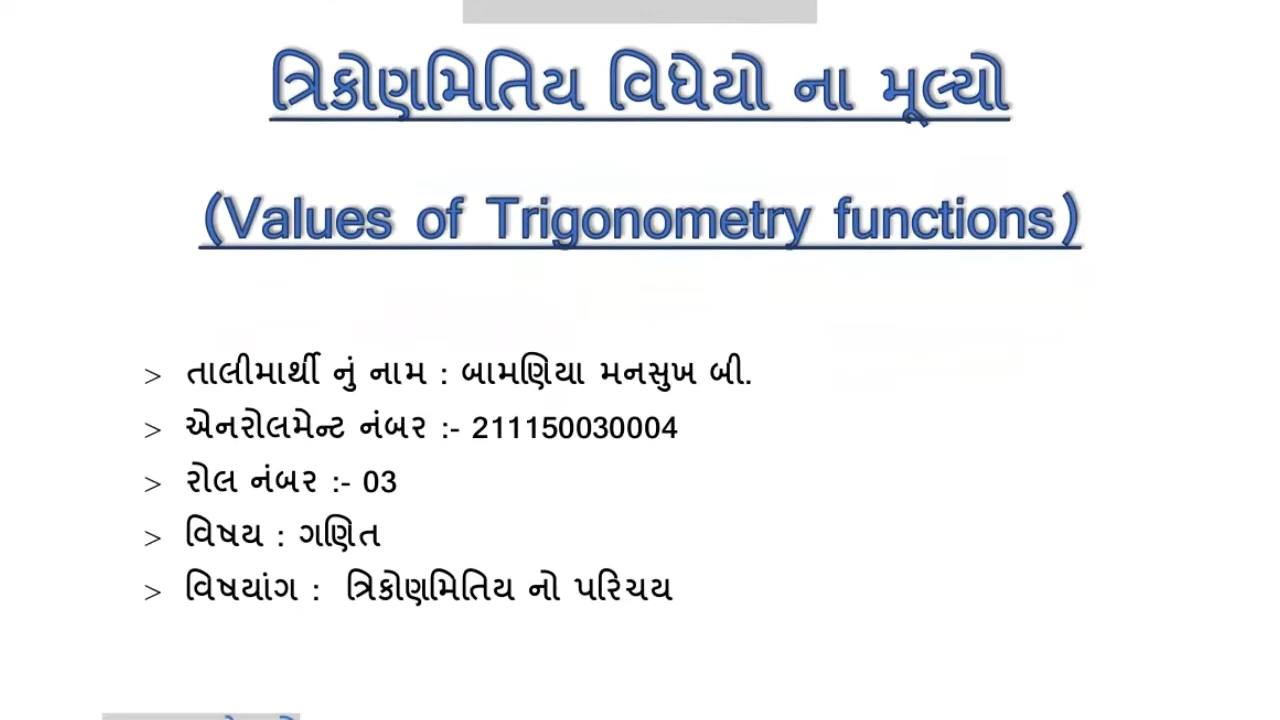 ત્રિકોણમિતિય વિધેયો ના મૂલ્યો
(Values of Trigonometry functions)
> તાલીમાર્થી નું નામ : બામણિયા મનસુખ બી.
> એનરોલમેન્ટ નંબર :- 211150030004
> રોલ નંબર :- 03
> વિષય : ગણિત
> વિષયાંગ : ત્રિકોણમિતિય નો પરિચય